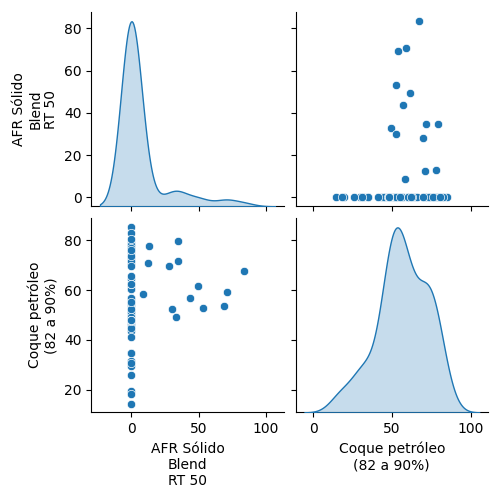 80
60
40
20
0
AFR Sólido
Blend
RT 50
80
60
40
20
Coque petróleo
(82 a 90%)
0 50 100
0 50 100
AFR Sólido
Blend
RT 50
Coque petróleo
(82 a 90%)